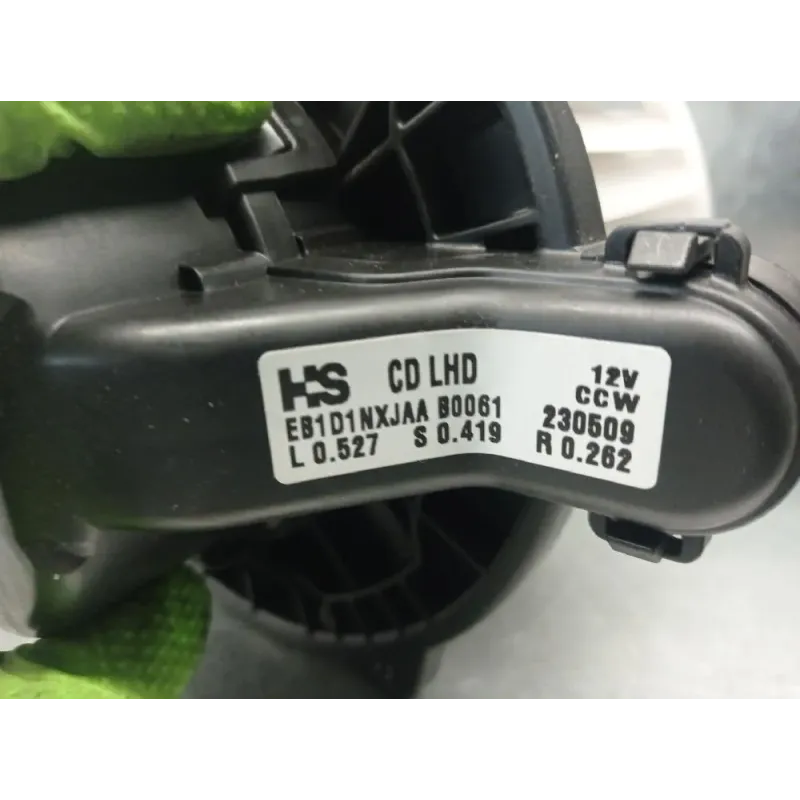 HS CD LHD 12V
CCW
EB1D1NXJAA B0061 230509
L 0.527 S 0.419 R 0.262